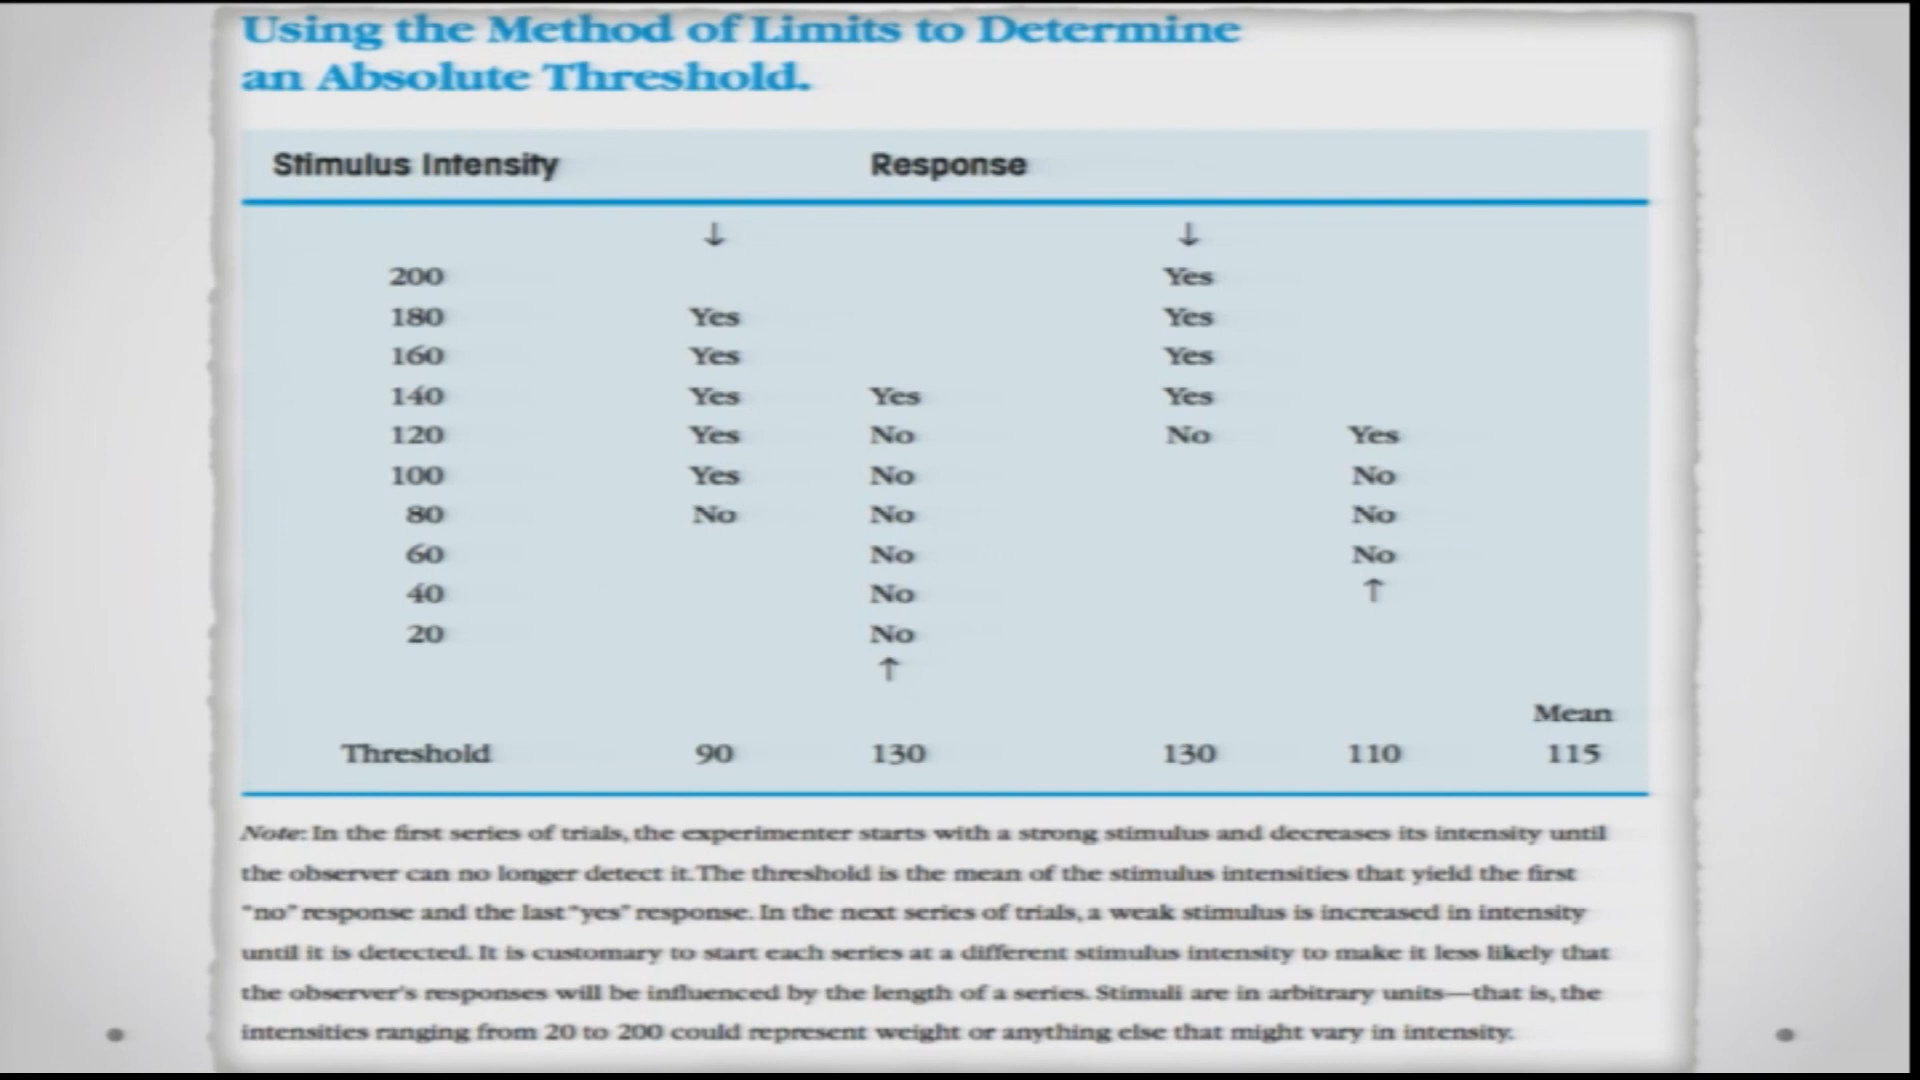 Using the Method of Limits to Determine
an Absolute Threshold.
Stimulus Intensity Response
↓ ↓
200 Yes
180 Yes Yes
160 Yes Yes
140 Yes Yes Yes
120 Yes No No Yes
100 Yes No No
80 No No No
60 No No
40 No ↑
20 No
↑
Mean
Threshold 90 130 130 110 115
Note: In the first series of trials, the experimenter starts with a strong stimulus and decreases its intensity until
the observer can no longer detect it. The threshold is the mean of the stimulus intensities that yield the first
"no" response and the last "yes" response. In the next series of trials, a weak stimulus is increased in intensity
until it is detected. It is customary to start each series at a different stimulus intensity to make it less likely that
the observer's responses will be influenced by the length of a series. Stimuli are in arbitrary units—that is, the
intensities ranging from 20 to 200 could represent weight or anything else that might vary in intensity.